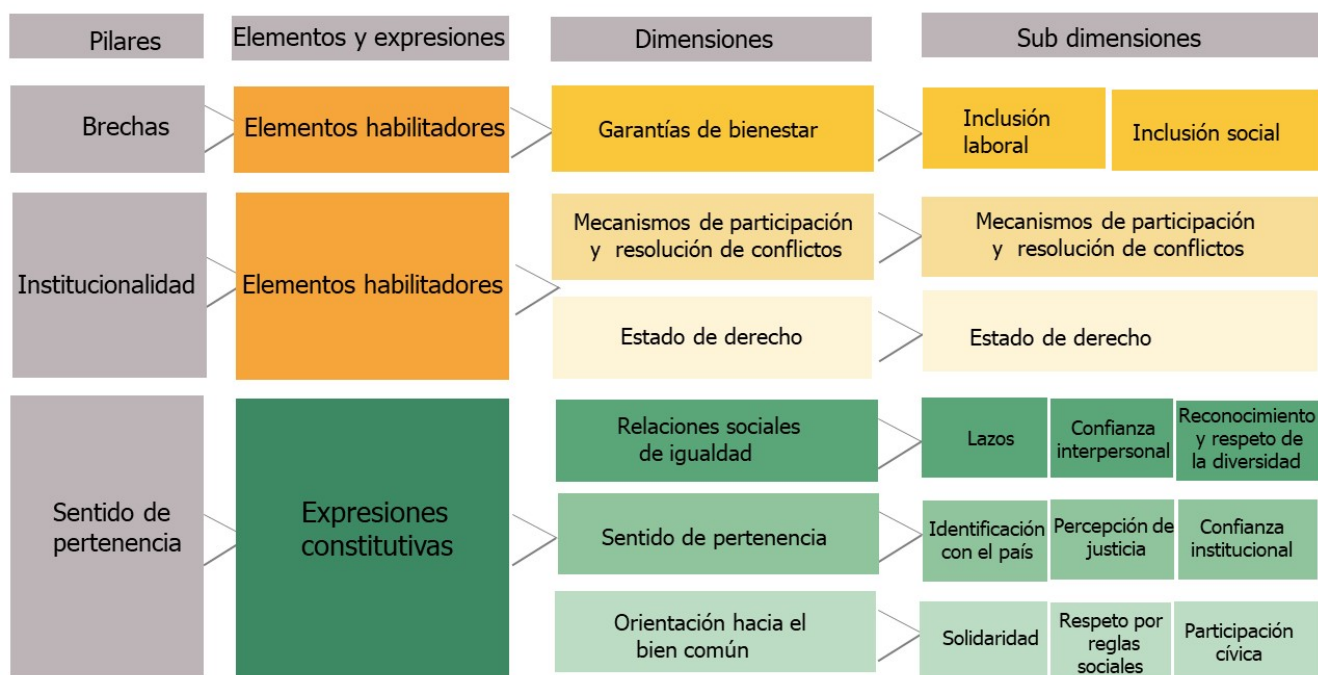 Pilares
Elementos y expresiones
Dimensiones
Sub dimensiones
Brechas
Elementos habilitadores
Garantías de bienestar
Inclusión
laboral
Inclusión social
Institucionalidad
Elementos habilitadores
Mecanismos de participación
y resolución de conflictos
Mecanismos de participación
y resolución de conflictos
Estado de derecho
Estado de derecho
Sentido de
pertenencia
Expresiones
constitutivas
Relaciones sociales
de igualdad
Lazos
Confianza
interpersonal
Reconocimiento
y respeto de
la diversidad
Sentido de pertenencia
Identificación
con el país
Percepción de
justicia
Confianza
institucional
Orientación hacia el
bien común
Solidaridad
Respeto por
reglas
sociales
Participación
cívica